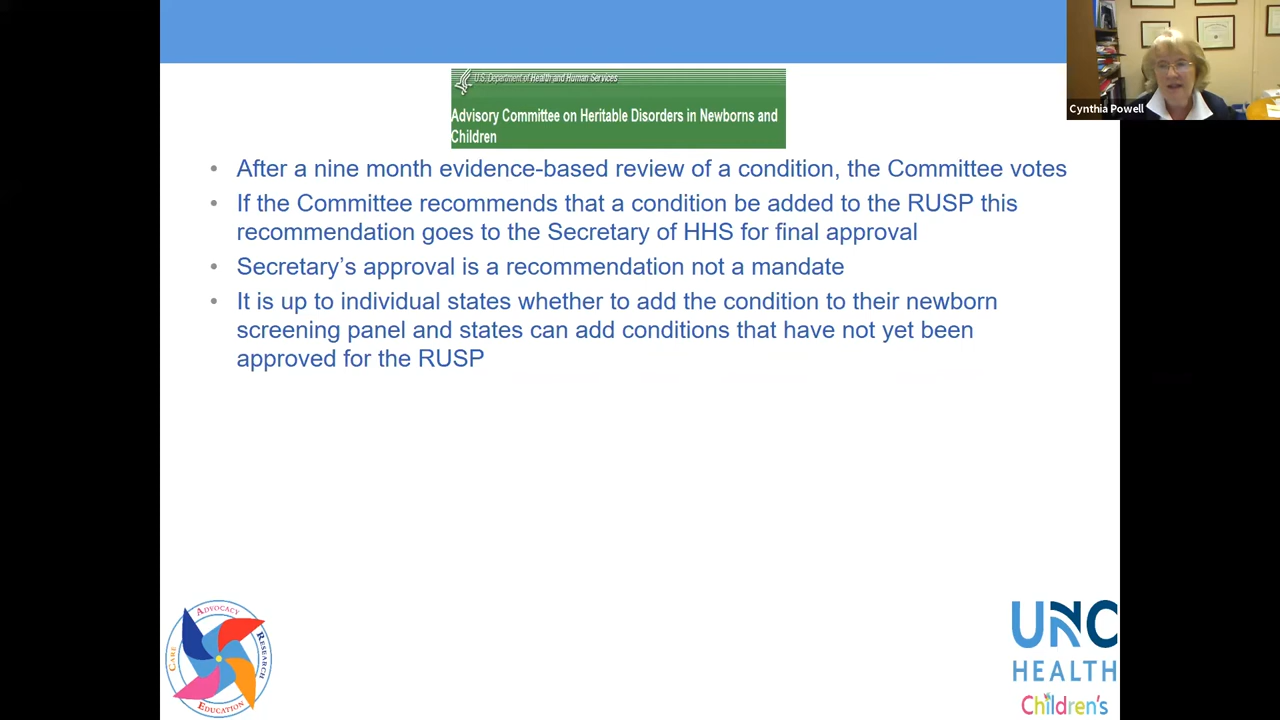 U.S. Department of Health and Human Services
Cynthia Powell
Advisory Committee on Heritable Disorders in Newborns and
Children
• After a nine month evidence-based review of a condition, the Committee votes
• If the Committee recommends that a condition be added to the RUSP this
recommendation goes to the Secretary of HHS for final approval
• Secretary’s approval is a recommendation not a mandate
• It is up to individual states whether to add the condition to their newborn
screening panel and states can add conditions that have not yet been
approved for the RUSP
ADVOCACY
RESEARCH
CARE
EDUCATION
UNC
HEALTH
Children's